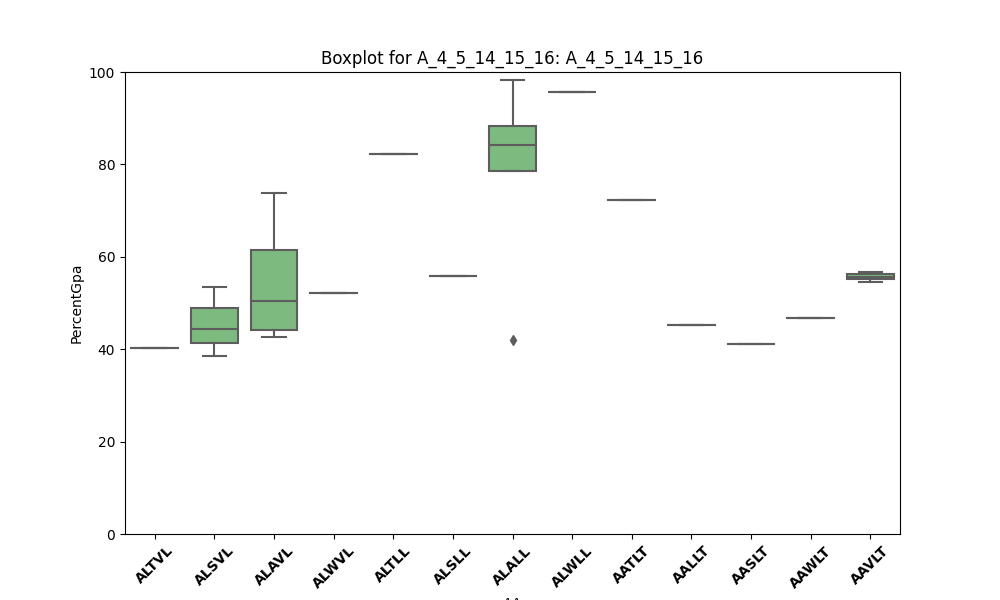 Boxplot for A_4_5_14_15_16: A_4_5_14_15_16
PercentGpa
100
80
60
40
20
0
ALTVL ALSVL ALAVL ALWVL ALTLL ALSLL ALALL ALWLL AATLT AALLT AASLT AAWLT AAVLT